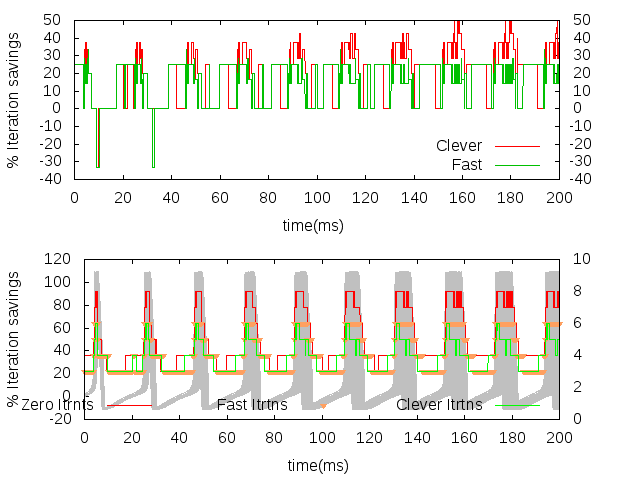 50 50
40 40
30 30
20 20
10 10
0 0
-10 -10
-20 -20
-30 -30
-40 -40
% Iteration savings
Clever
Fast
0 20 40 60 80 100 120 140 160 180 200
time(ms)
120 10
100 8
80
60 6
40 4
20 2
0
-20 0
% Iteration savings
Zero Itrnts Fast Itrtns Clever Itrtns
0 20 40 60 80 100 120 140 160 180 200
time(ms)